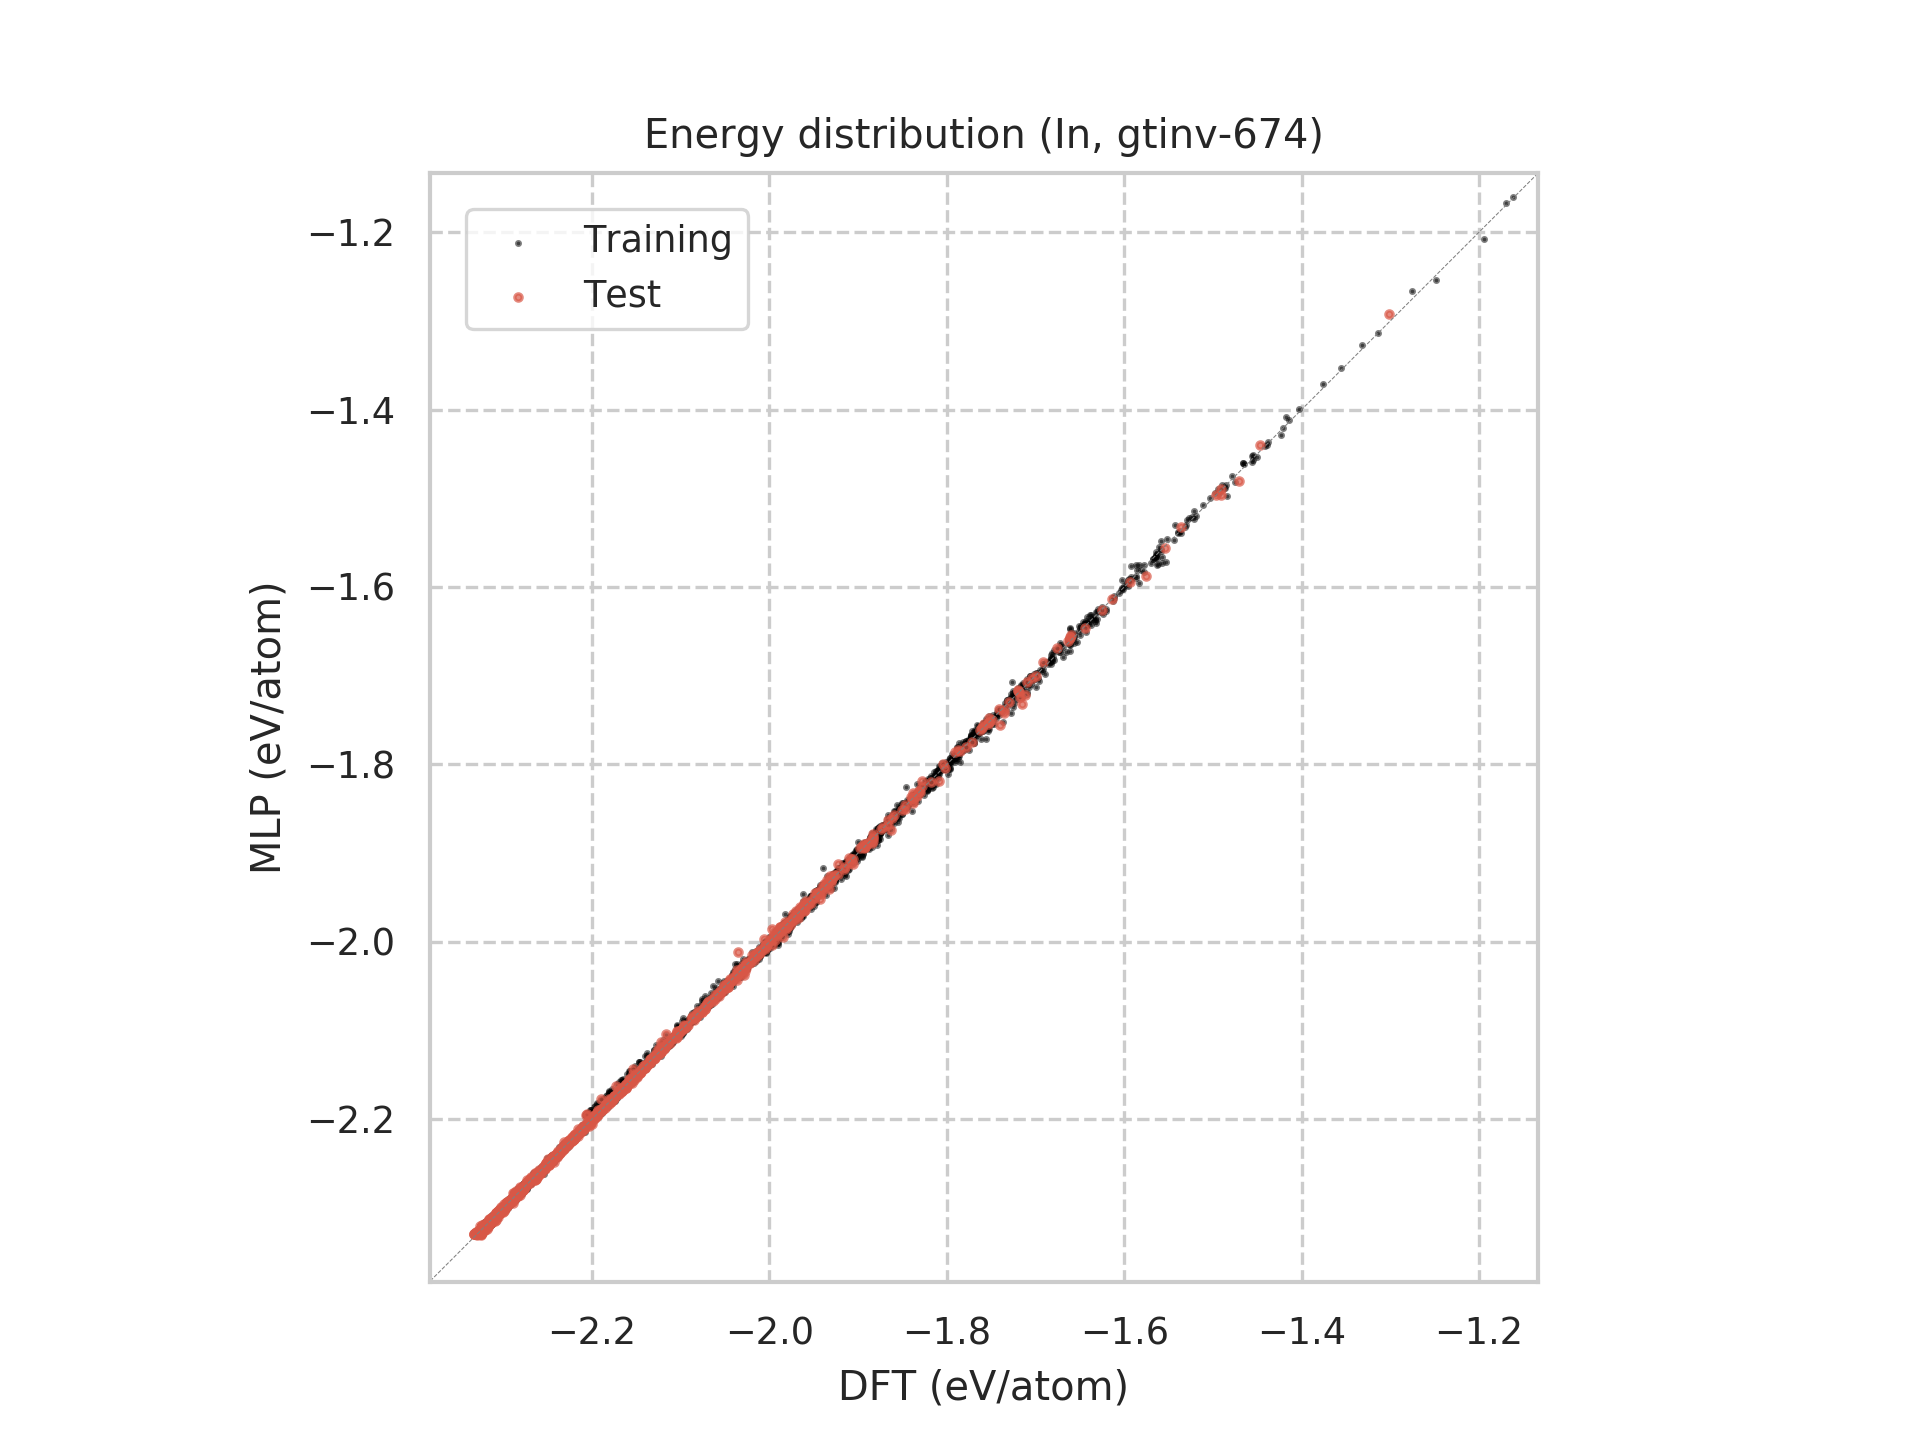 Energy distribution (In, gtinv-674)
Training
Test
−1.2
−1.4
−1.6
−1.8
−2.0
−2.2
MLP (eV/atom)
−2.2
−2.0
−1.8
−1.6
−1.4
−1.2
DFT (eV/atom)